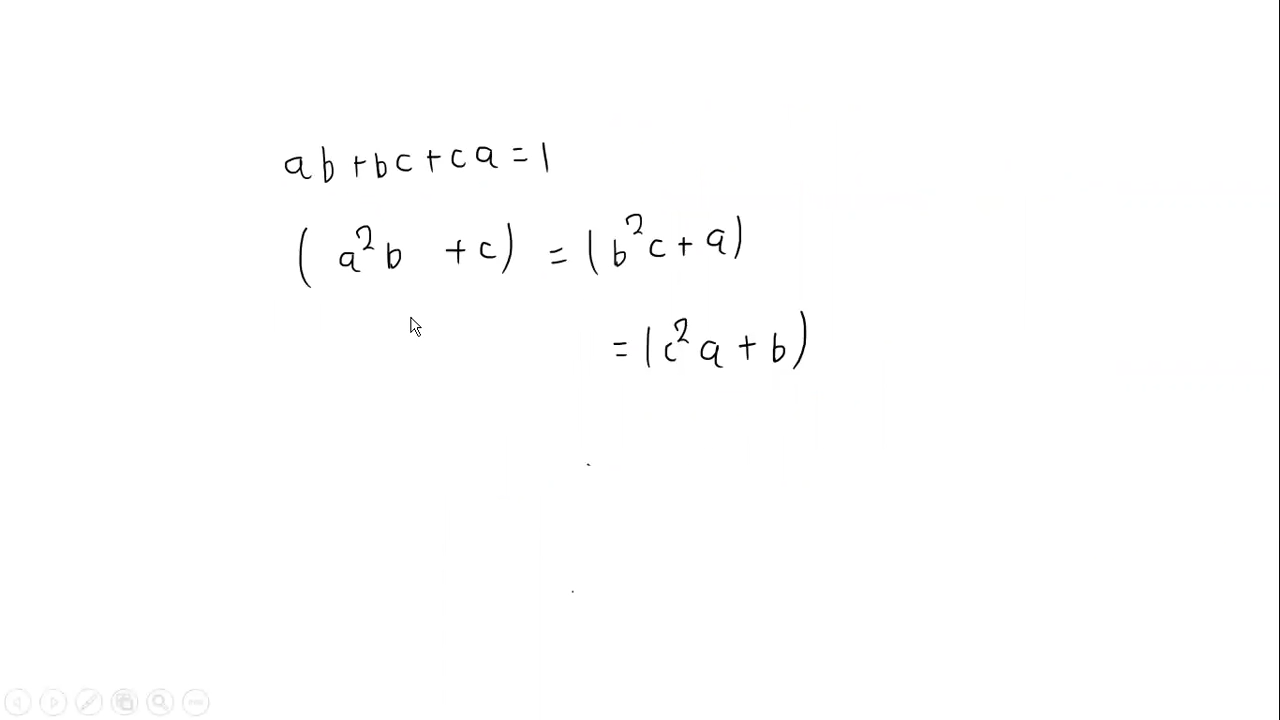 ab+bc+ca=1
(a²b +c) = (b²c+a)
= (c²a+b)